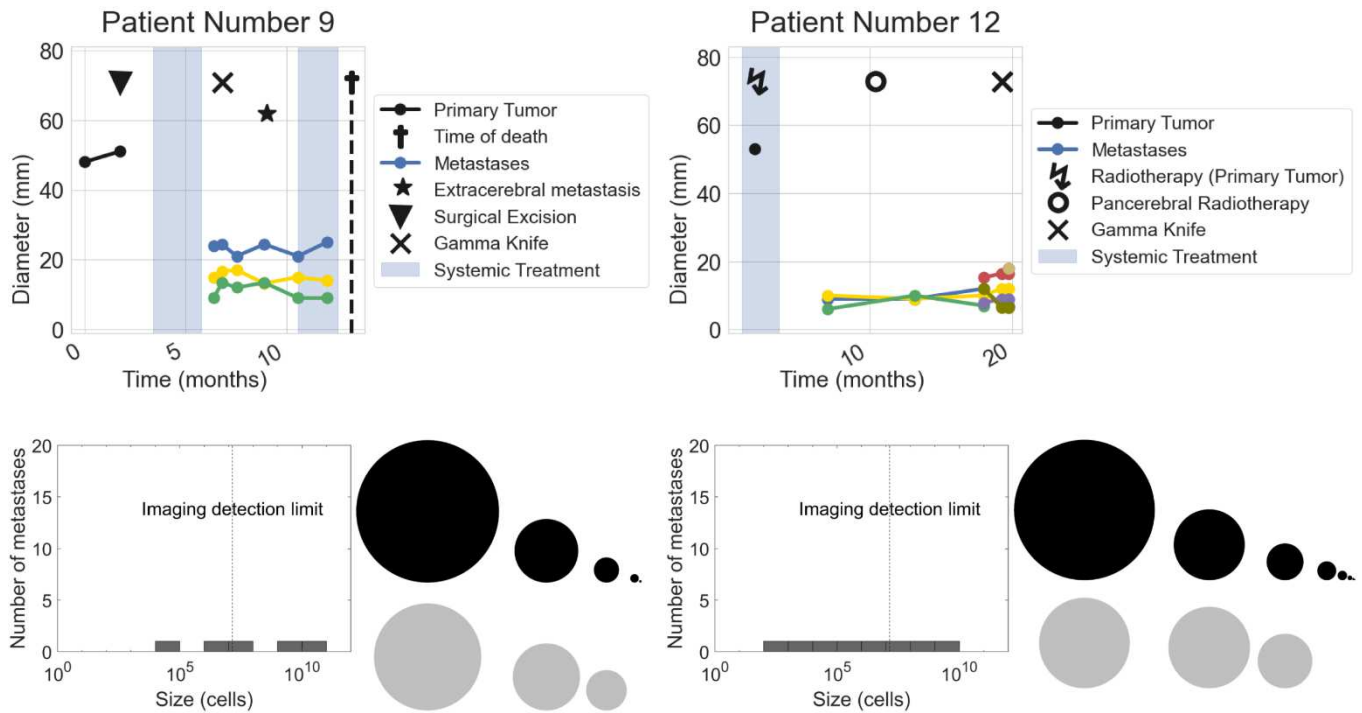 Patient Number 9
80
60
40
20
0
Diameter (mm)
0
5
10
Time (months)
Primary Tumor
Time of death
Metastases
Extracerebral metastasis
Surgical Excision
Gamma Knife
Systemic Treatment
Patient Number 12
80
60
40
20
0
Diameter (mm)
10
20
Time (months)
Primary Tumor
Metastases
Radiotherapy (Primary Tumor)
Pancerebral Radiotherapy
Gamma Knife
Systemic Treatment
20
15
10
5
0
Number of metastases
Imaging detection limit
10⁰
10⁵
10¹⁰
Size (cells)
20
15
10
5
0
Number of metastases
Imaging detection limit
10⁰
10⁵
10¹⁰
Size (cells)